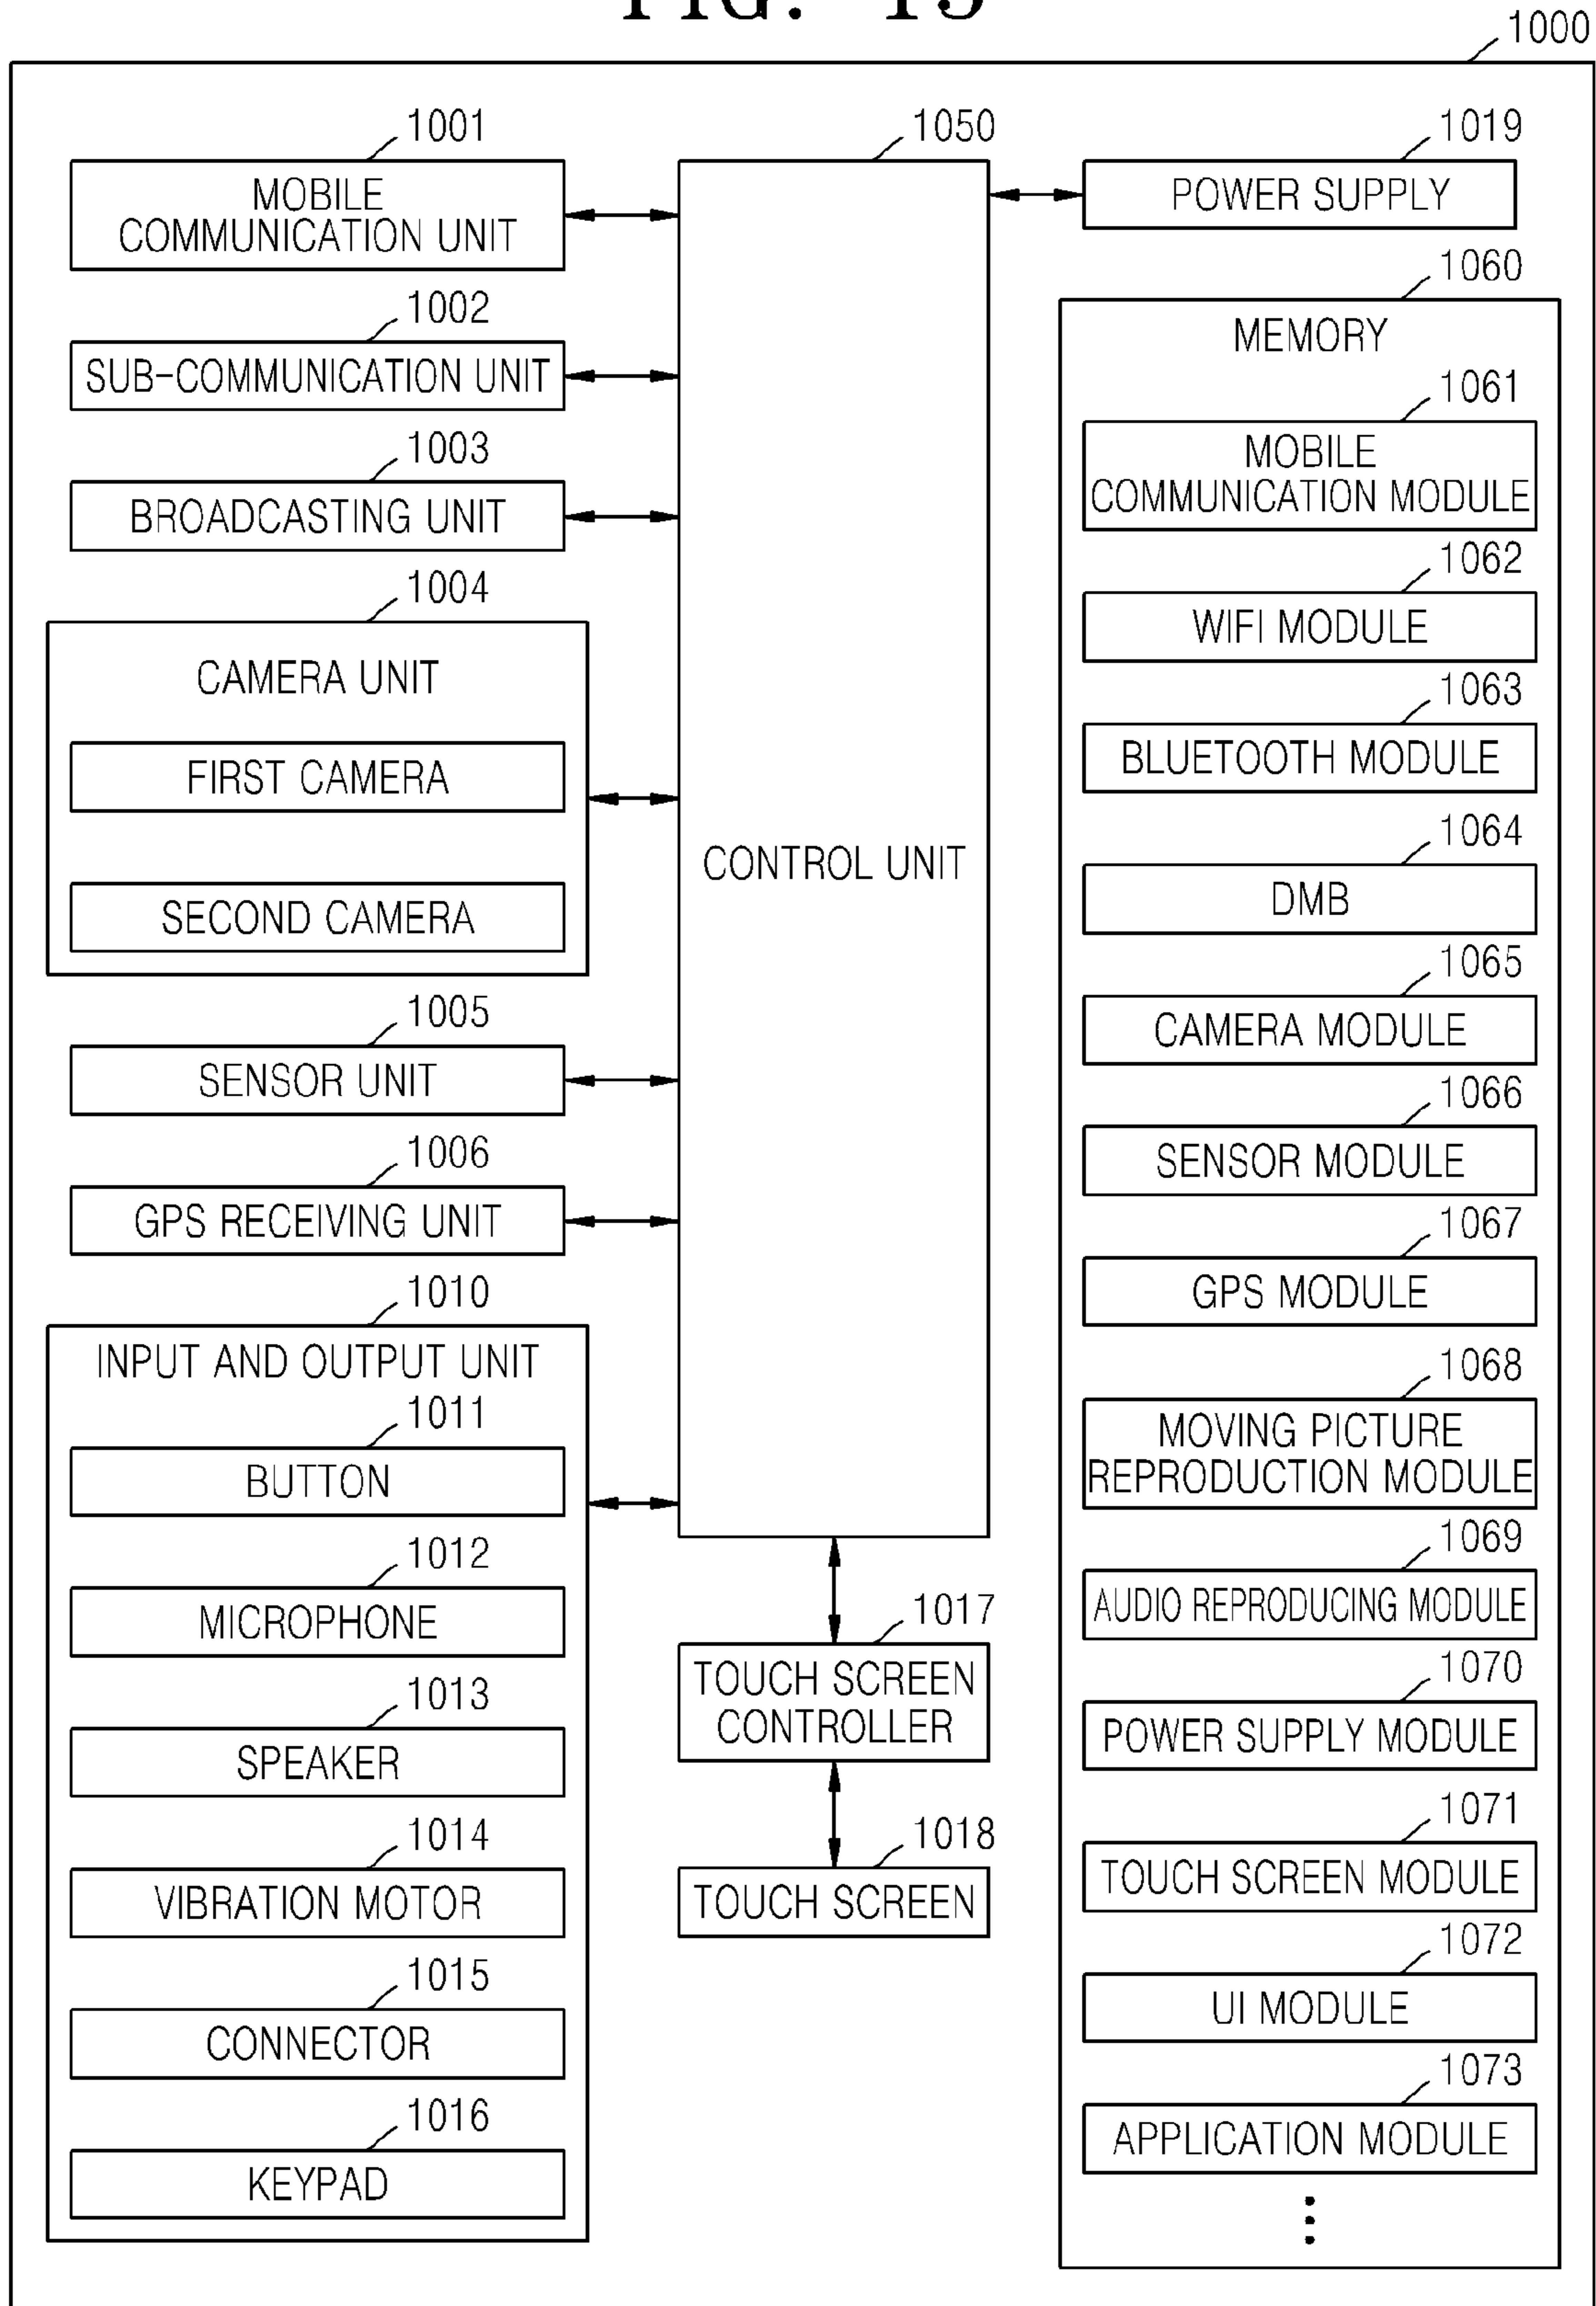 1000
1001
MOBILE
COMMUNICATION UNIT
1002
SUB-COMMUNICATION UNIT
1003
BROADCASTING UNIT
1004
CAMERA UNIT
FIRST CAMERA
SECOND CAMERA
1005
SENSOR UNIT
1006
GPS RECEIVING UNIT
1010
INPUT AND OUTPUT UNIT
1011
BUTTON
1012
MICROPHONE
1013
SPEAKER
1014
VIBRATION MOTOR
1015
CONNECTOR
1016
KEYPAD
1050
CONTROL UNIT
1017
TOUCH SCREEN
CONTROLLER
1018
TOUCH SCREEN
1019
POWER SUPPLY
1060
MEMORY
1061
MOBILE
COMMUNICATION MODULE
1062
WIFI MODULE
1063
BLUETOOTH MODULE
1064
DMB
1065
CAMERA MODULE
1066
SENSOR MODULE
1067
GPS MODULE
1068
MOVING PICTURE
REPRODUCTION MODULE
1069
AUDIO REPRODUCING MODULE
1070
POWER SUPPLY MODULE
1071
TOUCH SCREEN MODULE
1072
UI MODULE
1073
APPLICATION MODULE